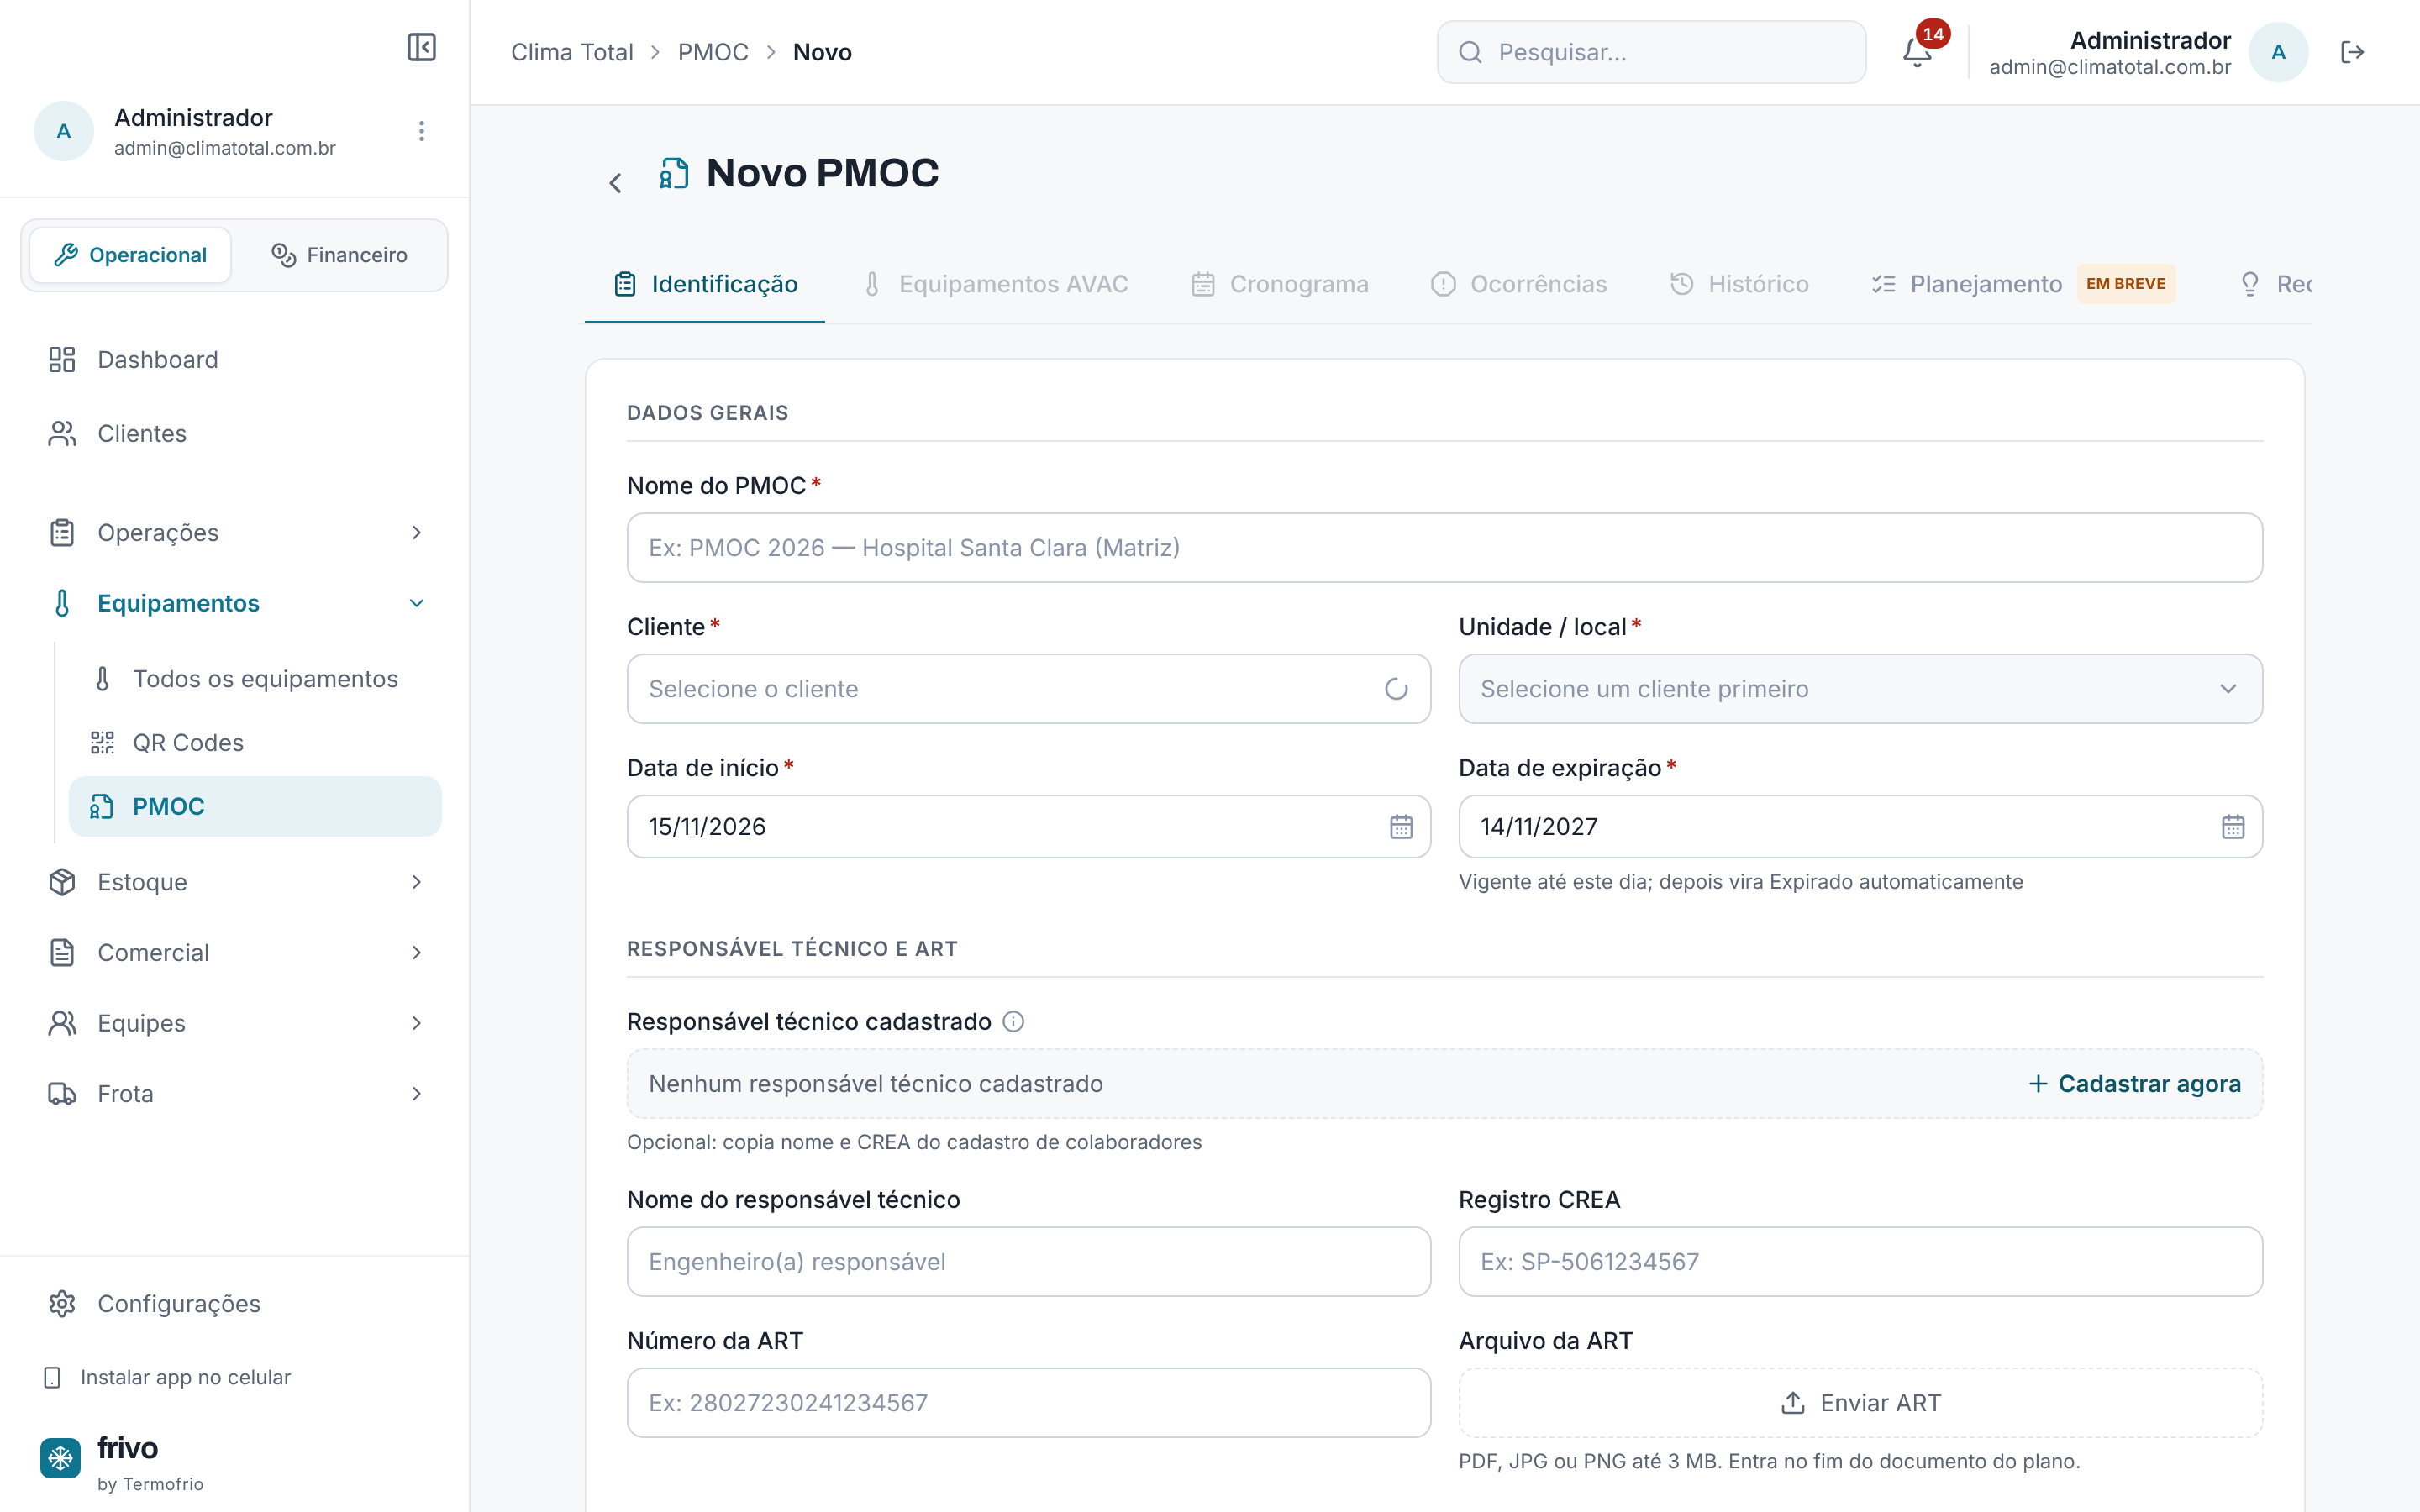 Clima Total > PMOC > Novo
Pesquisar...
14
Administrador
admin@climatotal.com.br
A
A
Administrador
admin@climatotal.com.br
Operacional
Financeiro
Dashboard
Clientes
Operações
Equipamentos
Todos os equipamentos
QR Codes
PMOC
Estoque
Comercial
Equipes
Frota
Configurações
Instalar app no celular
frivo
by Termofrio
Novo PMOC
Identificação
Equipamentos AVAC
Cronograma
Ocorrências
Histórico
Planejamento
EM BREVE
Rec
DADOS GERAIS
Nome do PMOC*
Ex: PMOC 2026 — Hospital Santa Clara (Matriz)
Cliente*
Selecione o cliente
Unidade / local*
Selecione um cliente primeiro
Data de início*
15/11/2026
Data de expiração*
14/11/2027
Vigente até este dia; depois vira Expirado automaticamente
RESPONSÁVEL TÉCNICO E ART
Responsável técnico cadastrado
Nenhum responsável técnico cadastrado
+ Cadastrar agora
Opcional: copia nome e CREA do cadastro de colaboradores
Nome do responsável técnico
Engenheiro(a) responsável
Registro CREA
Ex: SP-5061234567
Número da ART
Ex: 28027230241234567
Arquivo da ART
Enviar ART
PDF, JPG ou PNG até 3 MB. Entra no fim do documento do plano.